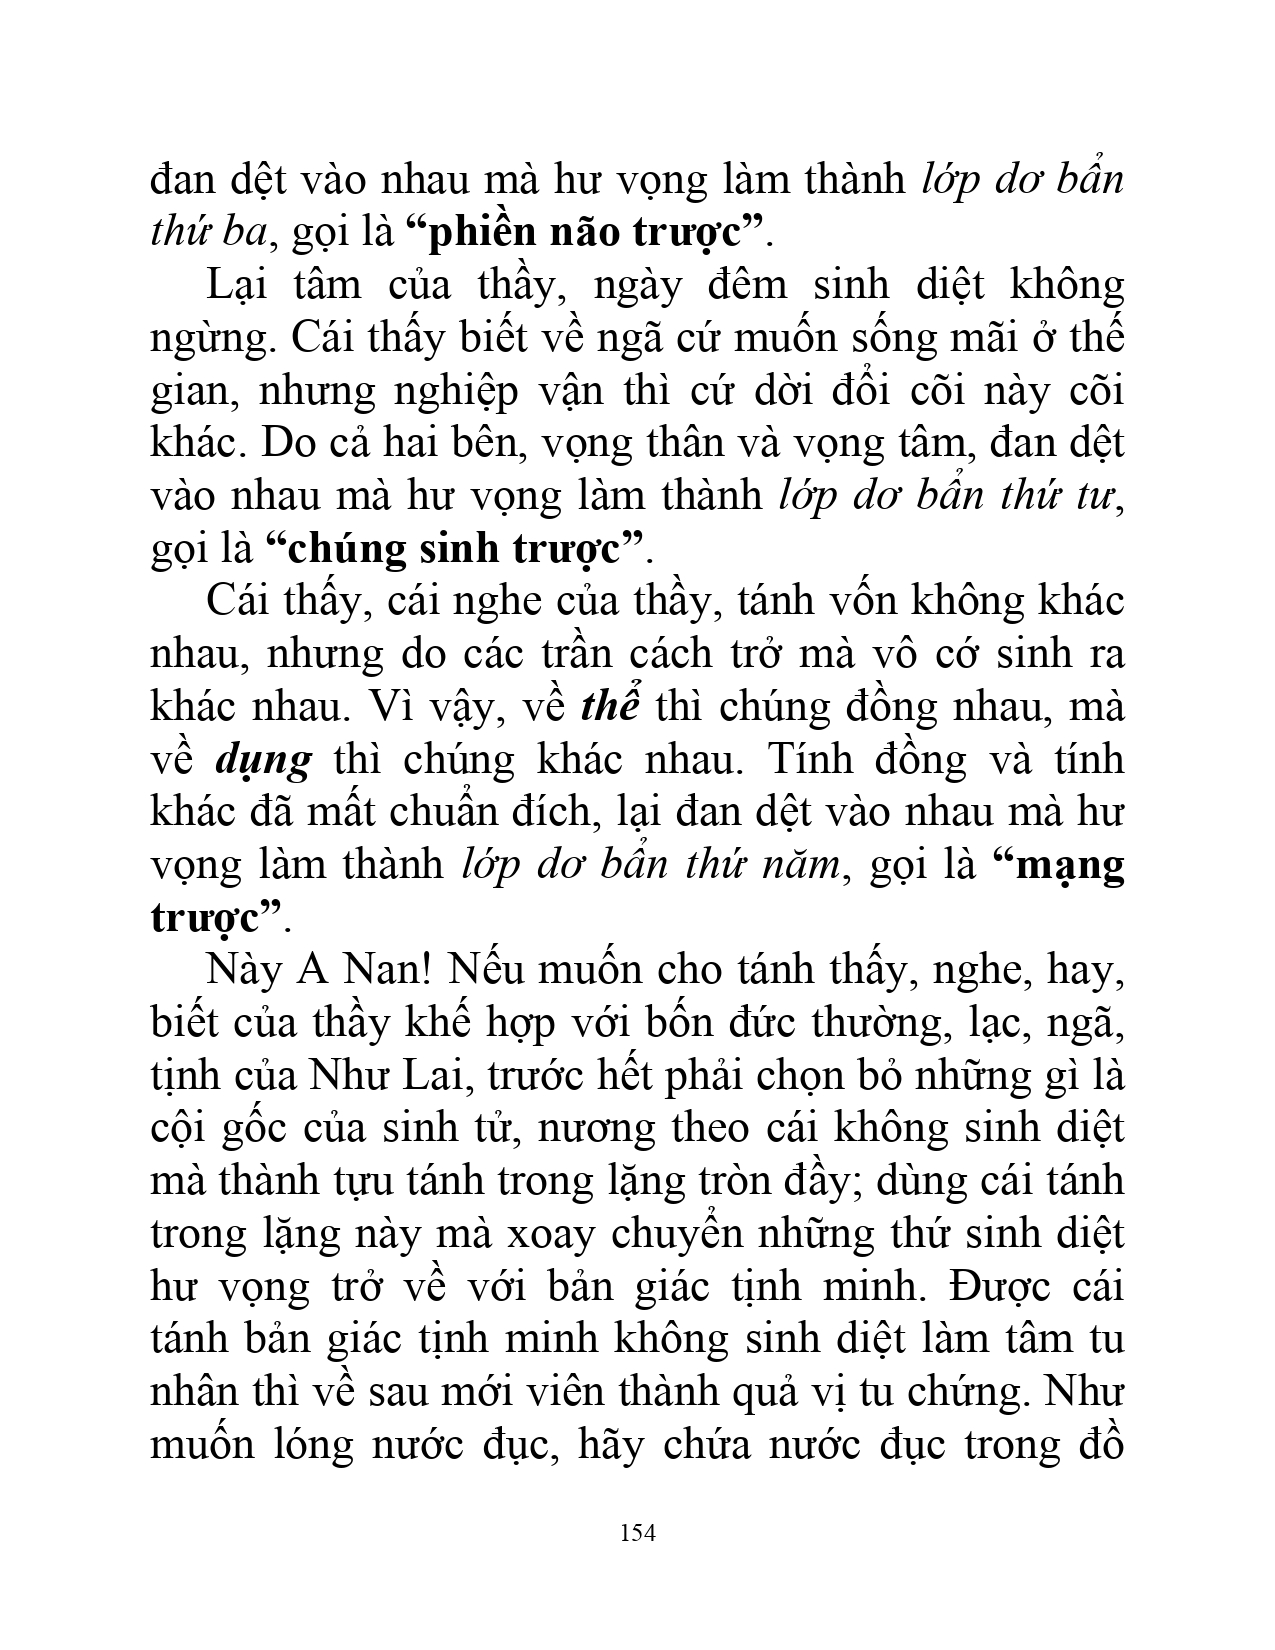 đan dệt vào nhau mà hư vọng làm thành lớp dơ bẩn
thứ ba, gọi là “phiền não trược”.
Lại tâm của thầy, ngày đêm sinh diệt không
ngừng. Cái thấy biết về ngã cứ muốn sống mãi ở thế
gian, nhưng nghiệp vận thì cứ dời đổi cõi này cõi
khác. Do cả hai bên, vọng thân và vọng tâm, đan dệt
vào nhau mà hư vọng làm thành lớp dơ bẩn thứ tư,
gọi là “chúng sinh trược”.
Cái thấy, cái nghe của thầy, tánh vốn không khác
nhau, nhưng do các trần cách trở mà vô cớ sinh ra
khác nhau. Vì vậy, về thể thì chúng đồng nhau, mà
về dụng thì chúng khác nhau. Tính đồng và tính
khác đã mất chuẩn đích, lại đan dệt vào nhau mà hư
vọng làm thành lớp dơ bẩn thứ năm, gọi là “mạng
trược”.
Này A Nan! Nếu muốn cho tánh thấy, nghe, hay,
biết của thầy khế hợp với bốn đức thường, lạc, ngã,
tịnh của Như Lai, trước hết phải chọn bỏ những gì là
cội gốc của sinh tử, nương theo cái không sinh diệt
mà thành tựu tánh trong lặng tròn đầy; dùng cái tánh
trong lặng này mà xoay chuyển những thứ sinh diệt
hư vọng trở về với bản giác tịnh minh. Được cái
tánh bản giác tịnh minh không sinh diệt làm tâm tu
nhân thì về sau mới viên thành quả vị tu chứng. Như
muốn lóng nước đục, hãy chứa nước đục trong đồ
154